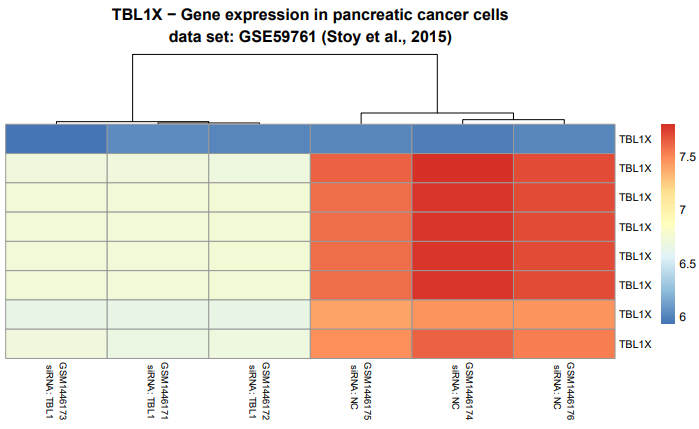 TBL1X − Gene expression in pancreatic cancer cells
data set: GSE59761 (Stoy et al., 2015)
TBL1X
TBL1X
TBL1X
TBL1X
TBL1X
TBL1X
TBL1X
TBL1X
7.5
7
6.5
6
GSM1446173
siRNA: TBL1
GSM1446171
siRNA: TBL1
GSM1446172
siRNA: TBL1
GSM1446175
siRNA: NC
GSM1446174
siRNA: NC
GSM1446176
siRNA: NC